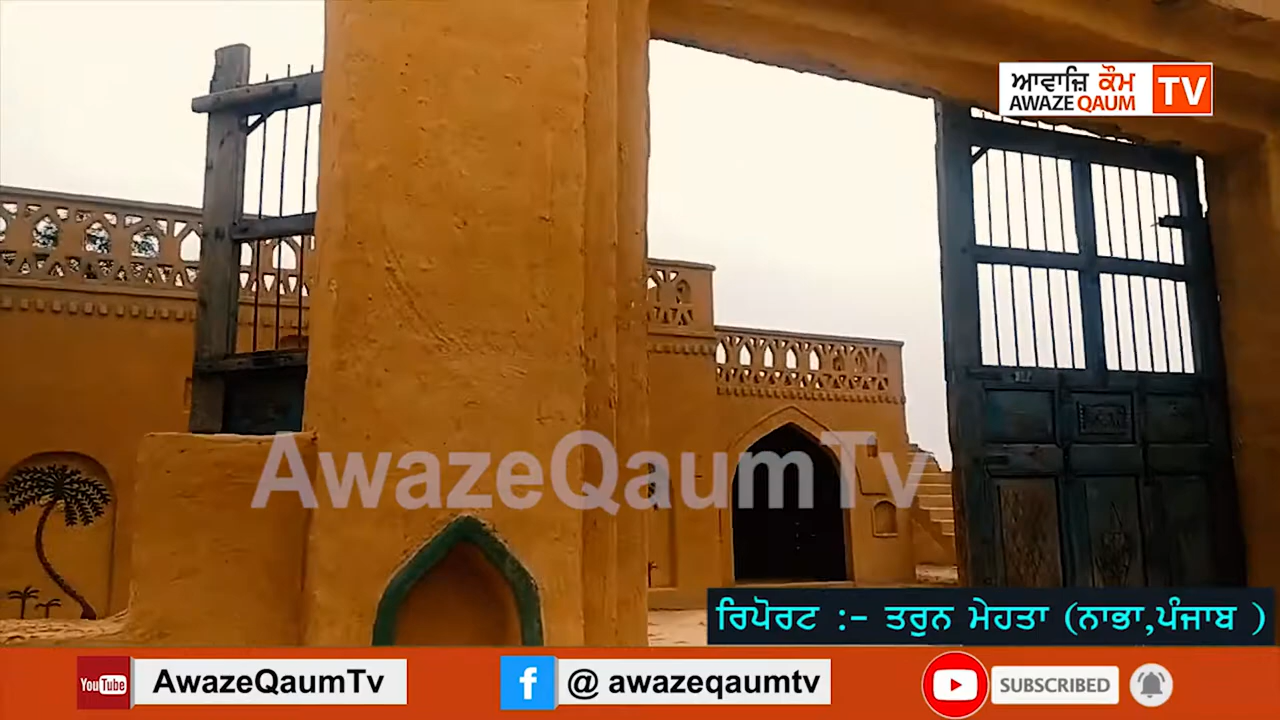 ਆਵਾਜ਼ਿ ਕੌਮ
AWAZE QAUM
TV
AwazeQaumTv
ਰਿਪੋਰਟ :- ਤਰੁਨ ਮੇਹਤਾ (ਨਾਭਾ,ਪੰਜਾਬ )
YouTube
AwazeQaumTv
@ awazeqaumtv
SUBSCRIBED